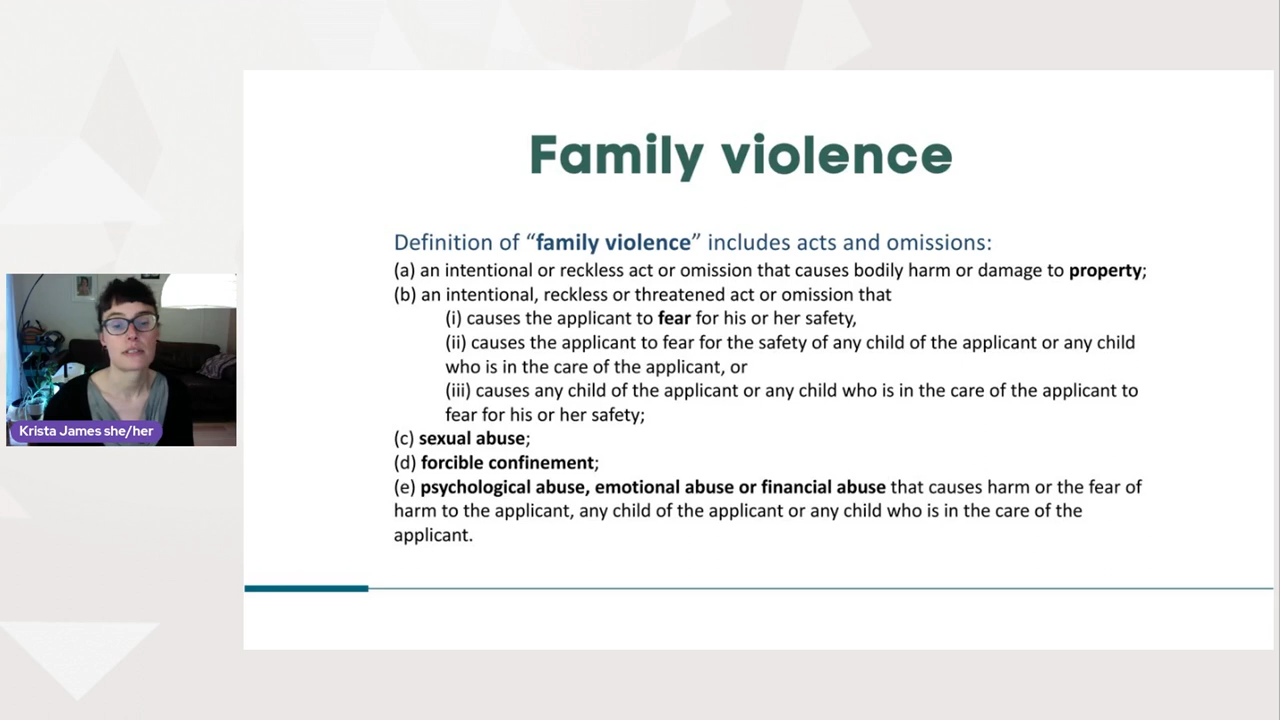 Family violence
Definition of “family violence” includes acts and omissions:
(a) an intentional or reckless act or omission that causes bodily harm or damage to property;
(b) an intentional, reckless or threatened act or omission that
(i) causes the applicant to fear for his or her safety,
(ii) causes the applicant to fear for the safety of any child of the applicant or any child
who is in the care of the applicant, or
(iii) causes any child of the applicant or any child who is in the care of the applicant to
fear for his or her safety;
(c) sexual abuse;
(d) forcible confinement;
(e) psychological abuse, emotional abuse or financial abuse that causes harm or the fear of
harm to the applicant, any child of the applicant or any child who is in the care of the
applicant.
Krista James she/her